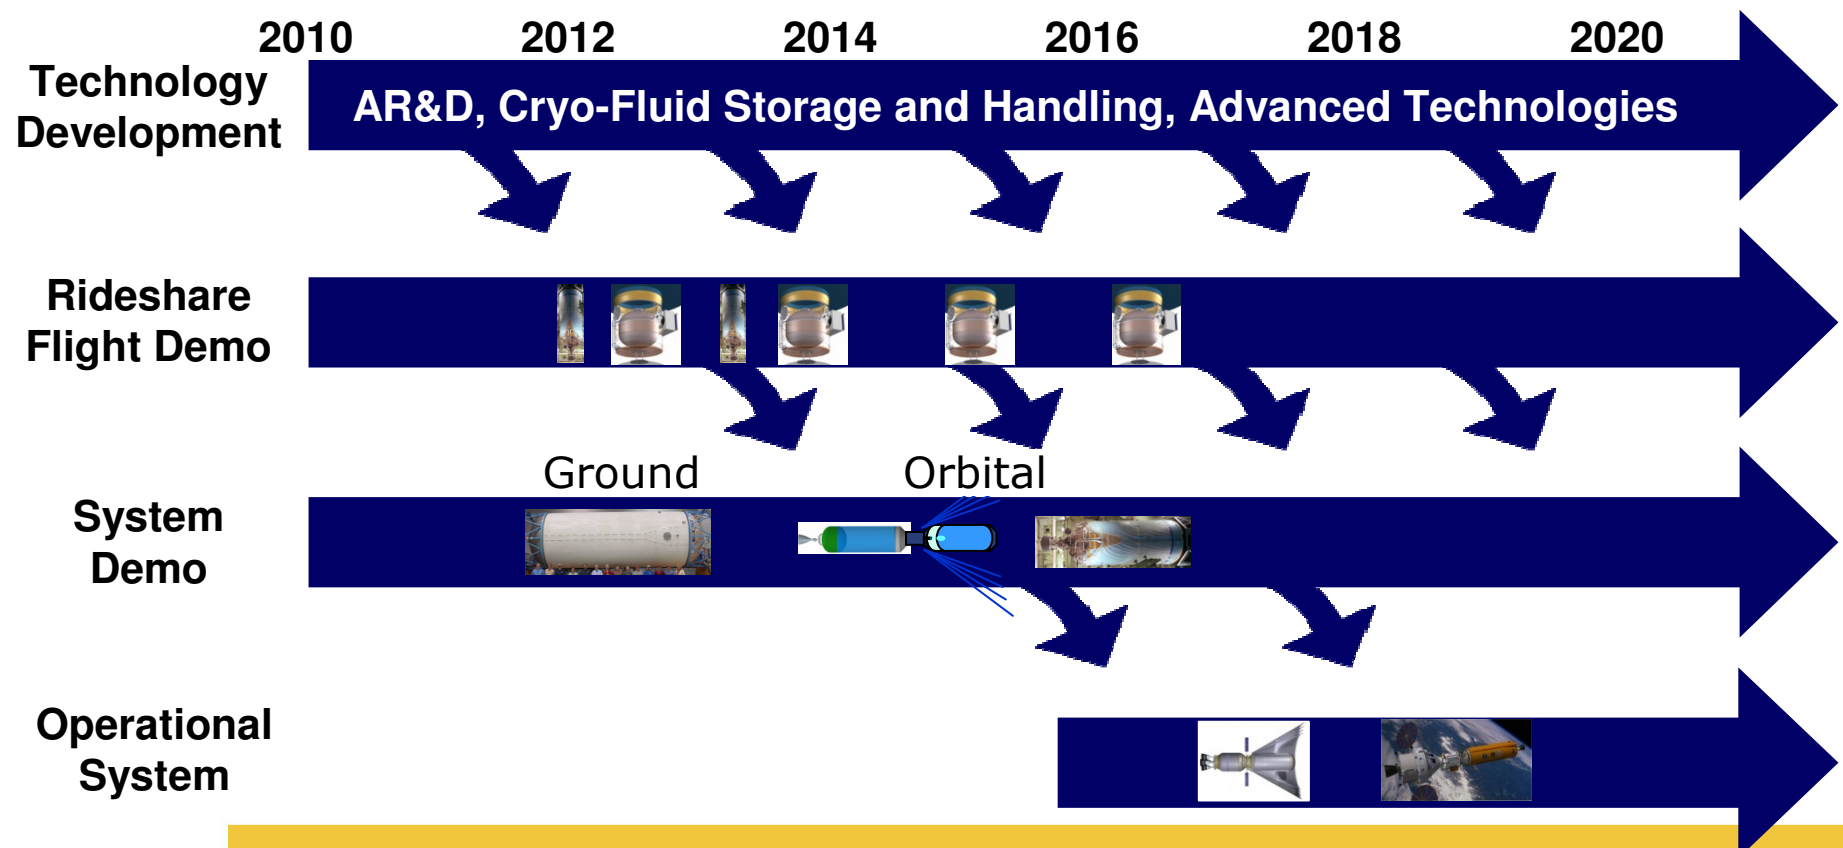 2010 2012 2014 2016 2018 2020
Technology
Development
AR&D, Cryo-Fluid Storage and Handling, Advanced Technologies
Rideshare
Flight Demo
Ground Orbital
System
Demo
Operational
System